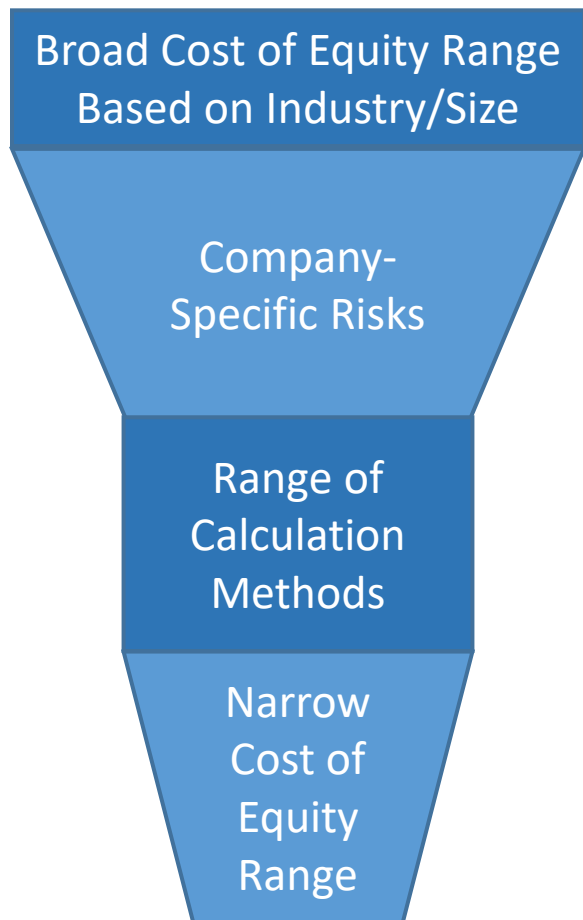 Broad Cost of Equity Range
Based on Industry/Size
Company-
Specific Risks
Range of
Calculation
Methods
Narrow
Cost of
Equity
Range